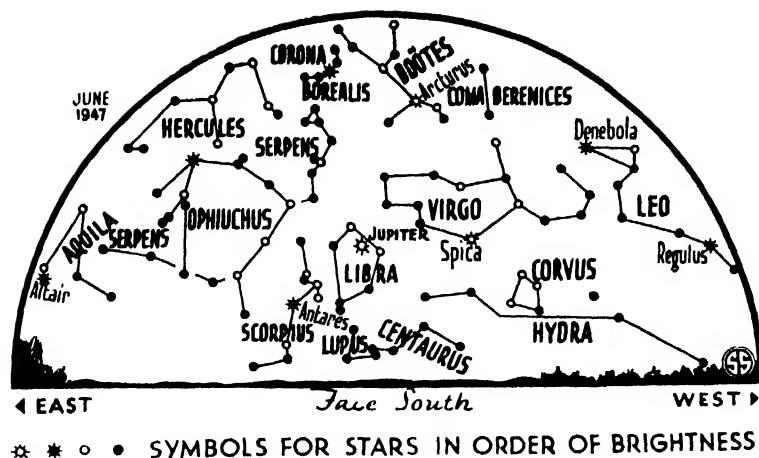 CORONA
BOREALIS
BOÖTES
Arcturus
COMA BERENICES
JUNE
1947
HERCULES
SERPENS
Denebola
AQUILA
SERPENS
OPHIUCHUS
VIRGO
LEO
JUPITER
Spica
Regulus
Altair
LIBRA
CORVUS
SCORPIUS
Antares
LUPUS
CENTAURUS
HYDRA
SS
◀ EAST
Face South
WEST ▶
SYMBOLS FOR STARS IN ORDER OF BRIGHTNESS